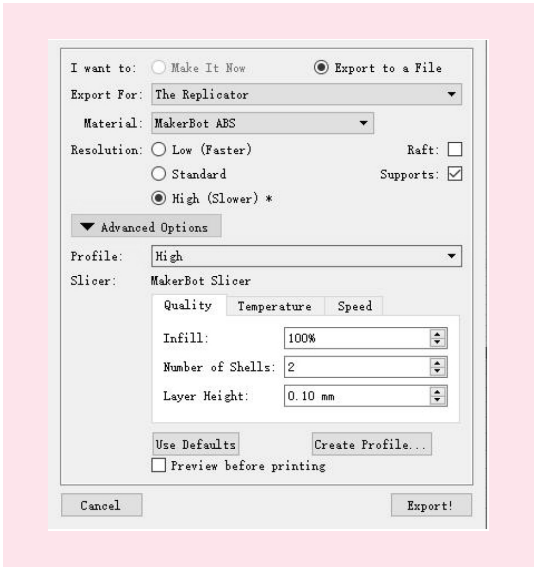 I want to: Make It Now Export to a File
Export For: The Replicator
Material: MakerBot ABS
Resolution: Low (Faster) Raft:
Standard Supports:
High (Slower) *
Advanced Options
Profile: High
Slicer: MakerBot Slicer
Quality Temperature Speed
Infill: 100%
Number of Shells: 2
Layer Height: 0.10 mm
Use Defaults Create Profile...
Preview before printing
Cancel Export!